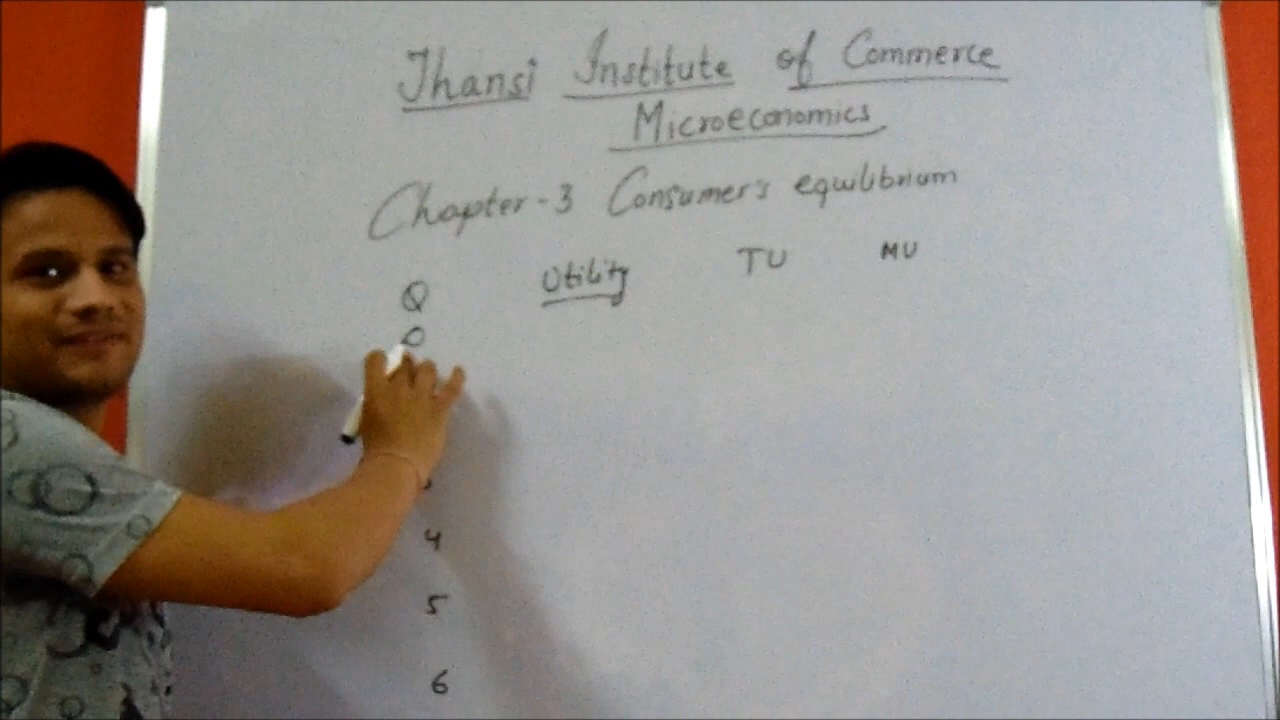 Jhansi Institute of Commerce
Microeconomics
Chapter-3 Consumer's equilibrium
Q Utility TU MU
0
4
5
6